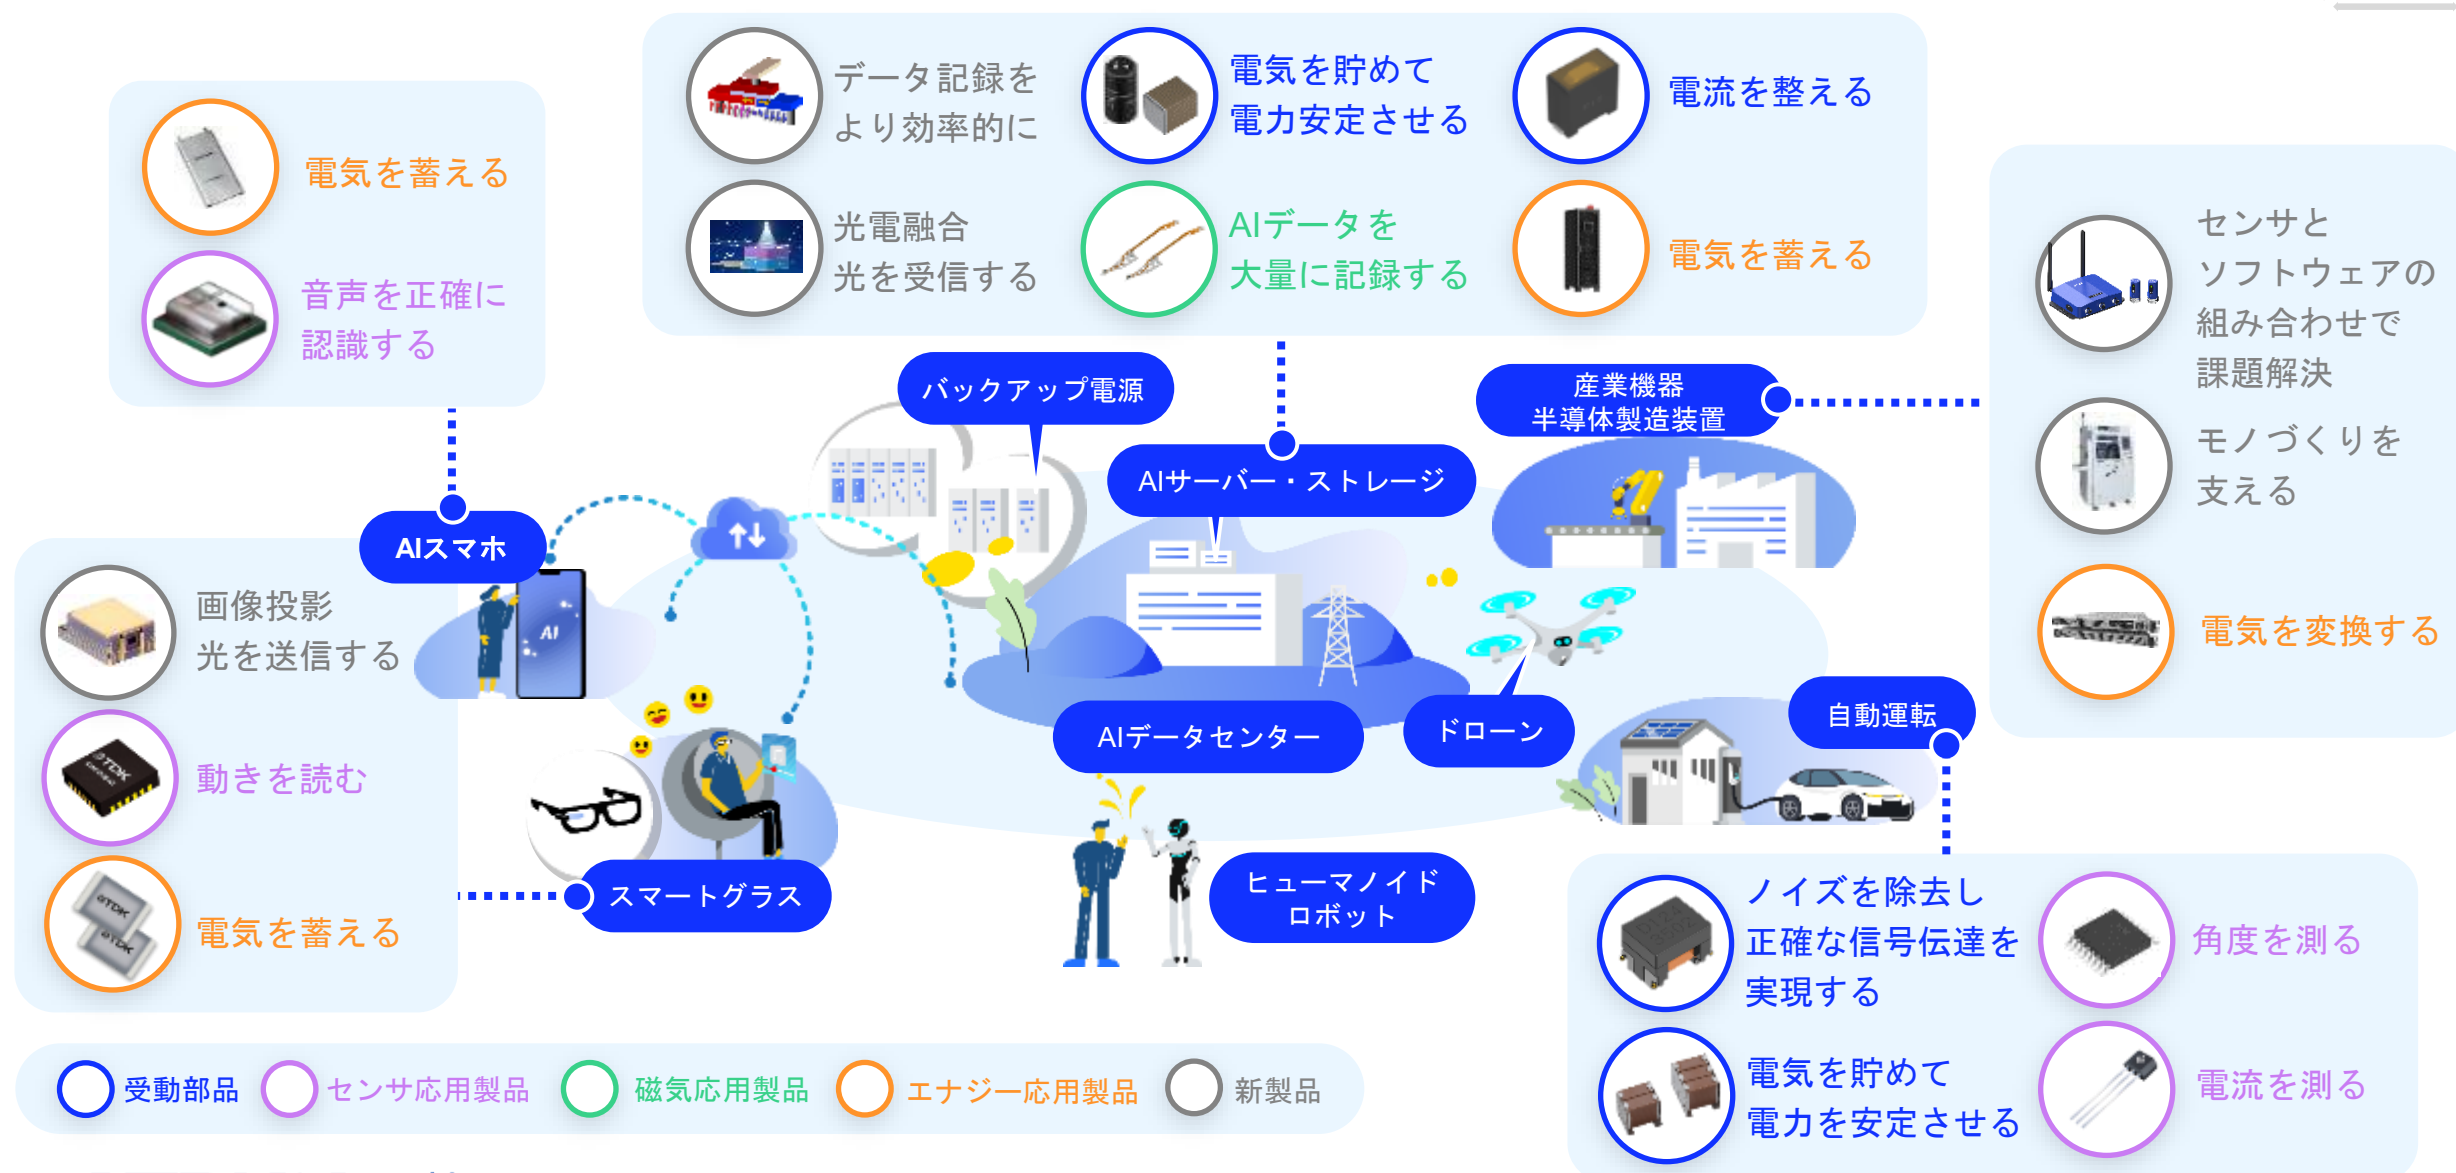 データ記録を
より効率的に
電気を貯めて
電力安定させる
電流を整える
光電融合
光を受信する
AIデータを
大量に記録する
電気を蓄える
電気を蓄える
音声を正確に
認識する
センサと
ソフトウェアの
組み合わせで
課題解決
モノづくりを
支える
電気を変換する
バックアップ電源
産業機器
半導体製造装置
AIサーバー・ストレージ
AIスマホ
AI
画像投影
光を送信する
動きを読む
TDK
電気を蓄える
TDK
TDK
AIデータセンター
ドローン
自動運転
スマートグラス
ヒューマノイド
ロボット
ノイズを除去し
正確な信号伝達を
実現する
角度を測る
電気を貯めて
電力を安定させる
電流を測る
受動部品
センサ応用製品
磁気応用製品
エナジー応用製品
新製品